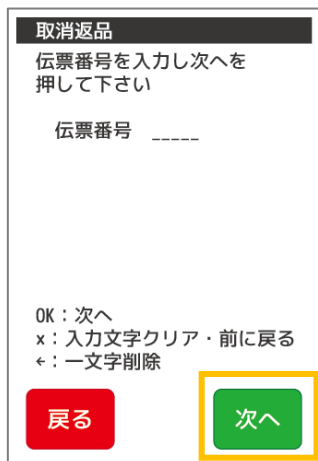 取消返品
伝票番号を入力し次へを
押して下さい
伝票番号 _____
OK：次へ
×：入力文字クリア・前に戻る
←：一文字削除
戻る
次へ